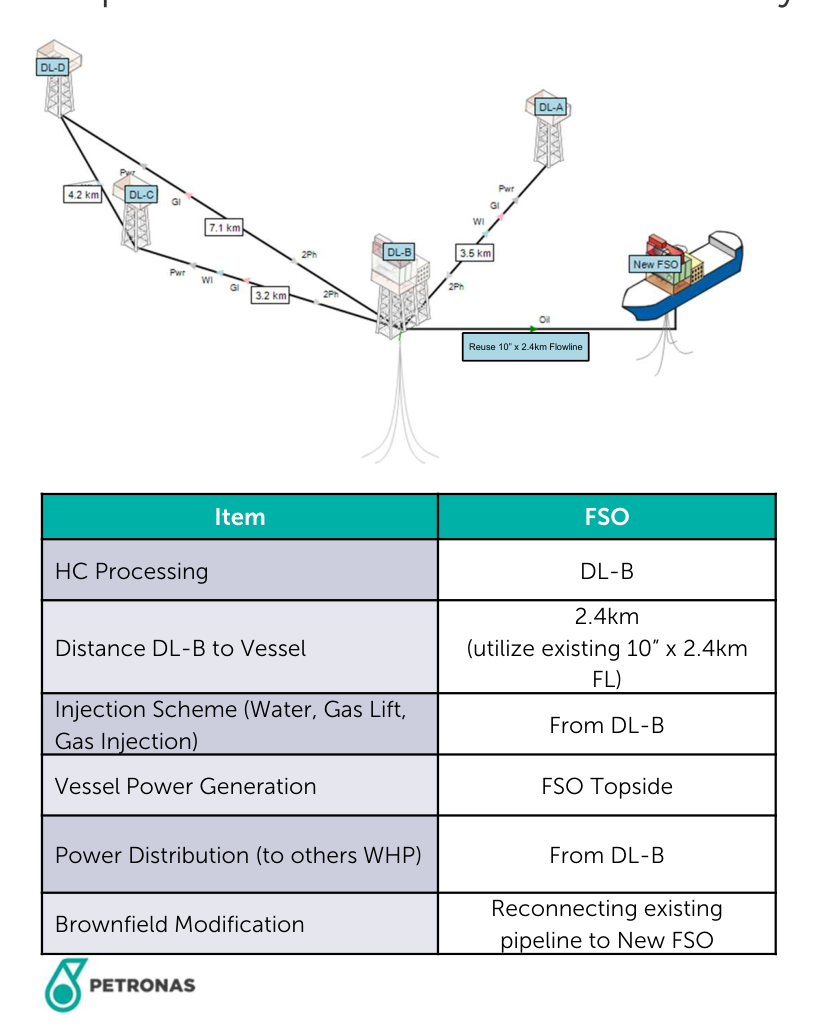 DL-D
DL-A
Pwr
4.2 km
DL-C
Pwr
GI
GI
WI
7.1 km
DL-B
3.5 km
2Ph
New FSO
Pwr
WI
GI
2Ph
3.2 km
2Ph
Oil
Reuse 10" x 2.4km Flowline
Item
FSO
HC Processing
DL-B
Distance DL-B to Vessel
2.4km
(utilize existing 10” x 2.4km
FL)
Injection Scheme (Water, Gas Lift,
Gas Injection)
From DL-B
Vessel Power Generation
FSO Topside
Power Distribution (to others WHP)
From DL-B
Brownfield Modification
Reconnecting existing
pipeline to New FSO
PETRONAS